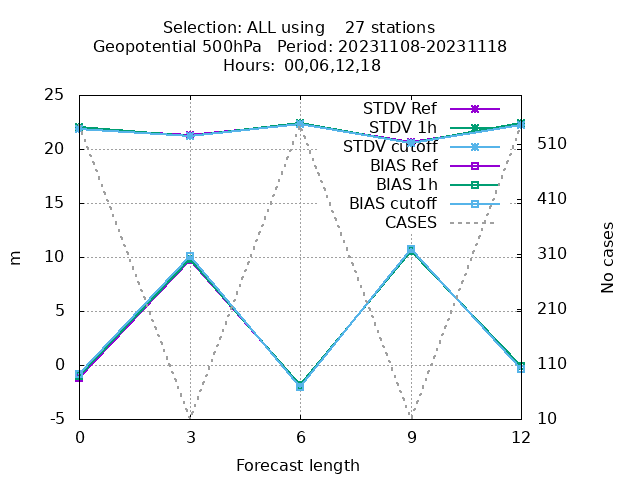 Selection: ALL using    27 stations
Geopotential 500hPa   Period: 20231108-20231118
Hours: 00,06,12,18
25
20
15
10
5
0
-5
m
STDV Ref
STDV 1h
STDV cutoff
BIAS Ref
BIAS 1h
BIAS cutoff
CASES
510
410
310
210
110
10
No cases
0 3 6 9 12
Forecast length